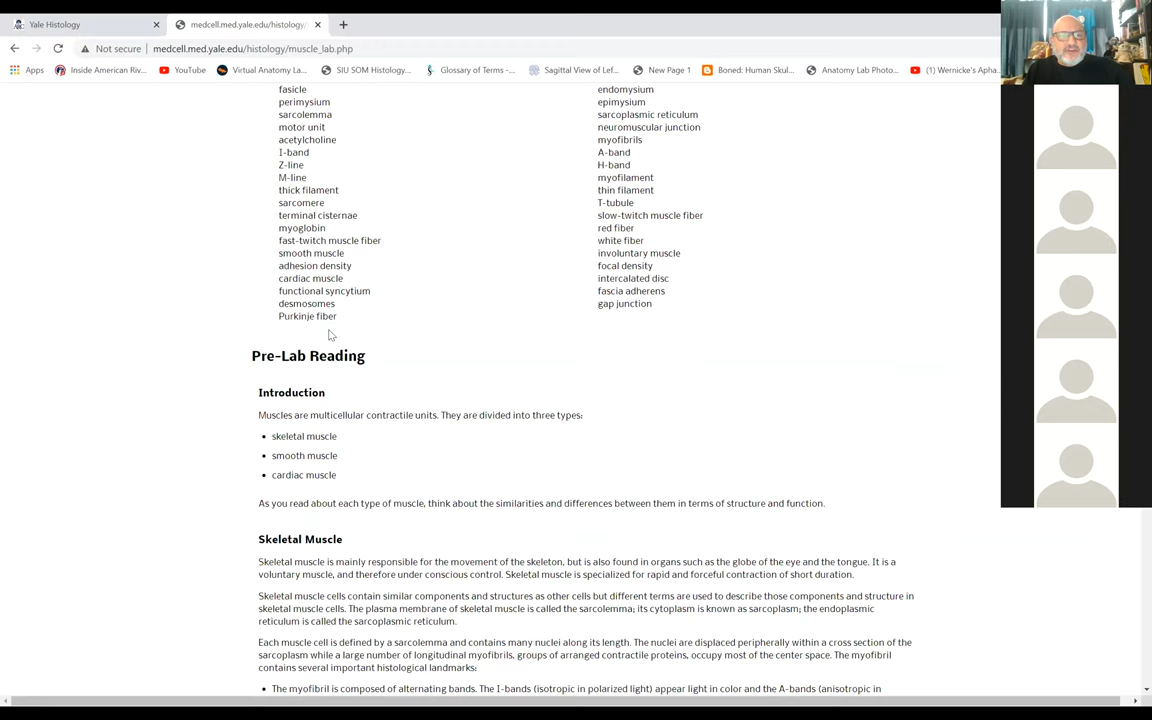 Yale Histology
medcell.med.yale.edu/histology/
Not secure
medcell.med.yale.edu/histology/muscle_lab.php
Apps
Inside American Riv...
YouTube
Virtual Anatomy La...
SIU SOM Histology...
Glossary of Terms -...
Sagittal View of Lef...
New Page 1
Boned: Human Skul...
Anatomy Lab Photo...
(1) Wernicke's Apha...
fasicle
perimysium
sarcolemma
motor unit
acetylcholine
I-band
Z-line
M-line
thick filament
sarcomere
terminal cisternae
myoglobin
fast-twitch muscle fiber
smooth muscle
adhesion density
cardiac muscle
functional syncytium
desmosomes
Purkinje fiber
endomysium
epimysium
sarcoplasmic reticulum
neuromuscular junction
myofibrils
A-band
H-band
myofilament
thin filament
T-tubule
slow-twitch muscle fiber
red fiber
white fiber
involuntary muscle
focal density
intercalated disc
fascia adherens
gap junction
Pre-Lab Reading
Introduction
Muscles are multicellular contractile units. They are divided into three types:
• skeletal muscle
• smooth muscle
• cardiac muscle
As you read about each type of muscle, think about the similarities and differences between them in terms of structure and function.
Skeletal Muscle
Skeletal muscle is mainly responsible for the movement of the skeleton, but is also found in organs such as the globe of the eye and the tongue. It is a
voluntary muscle, and therefore under conscious control. Skeletal muscle is specialized for rapid and forceful contraction of short duration.
Skeletal muscle cells contain similar components and structures as other cells but different terms are used to describe those components and structure in
skeletal muscle cells. The plasma membrane of skeletal muscle is called the sarcolemma; its cytoplasm is known as sarcoplasm; the endoplasmic
reticulum is called the sarcoplasmic reticulum.
Each muscle cell is defined by a sarcolemma and contains many nuclei along its length. The nuclei are displaced peripherally within a cross section of the
sarcoplasm while a large number of longitudinal myofibrils, groups of arranged contractile proteins, occupy most of the center space. The myofibril
contains several important histological landmarks:
• The myofibril is composed of alternating bands. The I-bands (isotropic in polarized light) appear light in color and the A-bands (anisotropic in